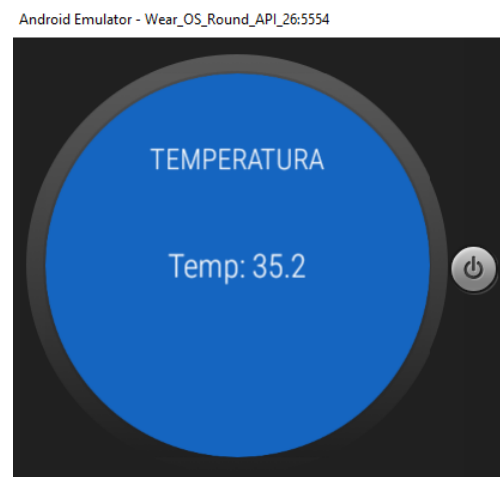 Android Emulator - Wear_OS_Round_API_26:5554
TEMPERATURA
Temp: 35.2